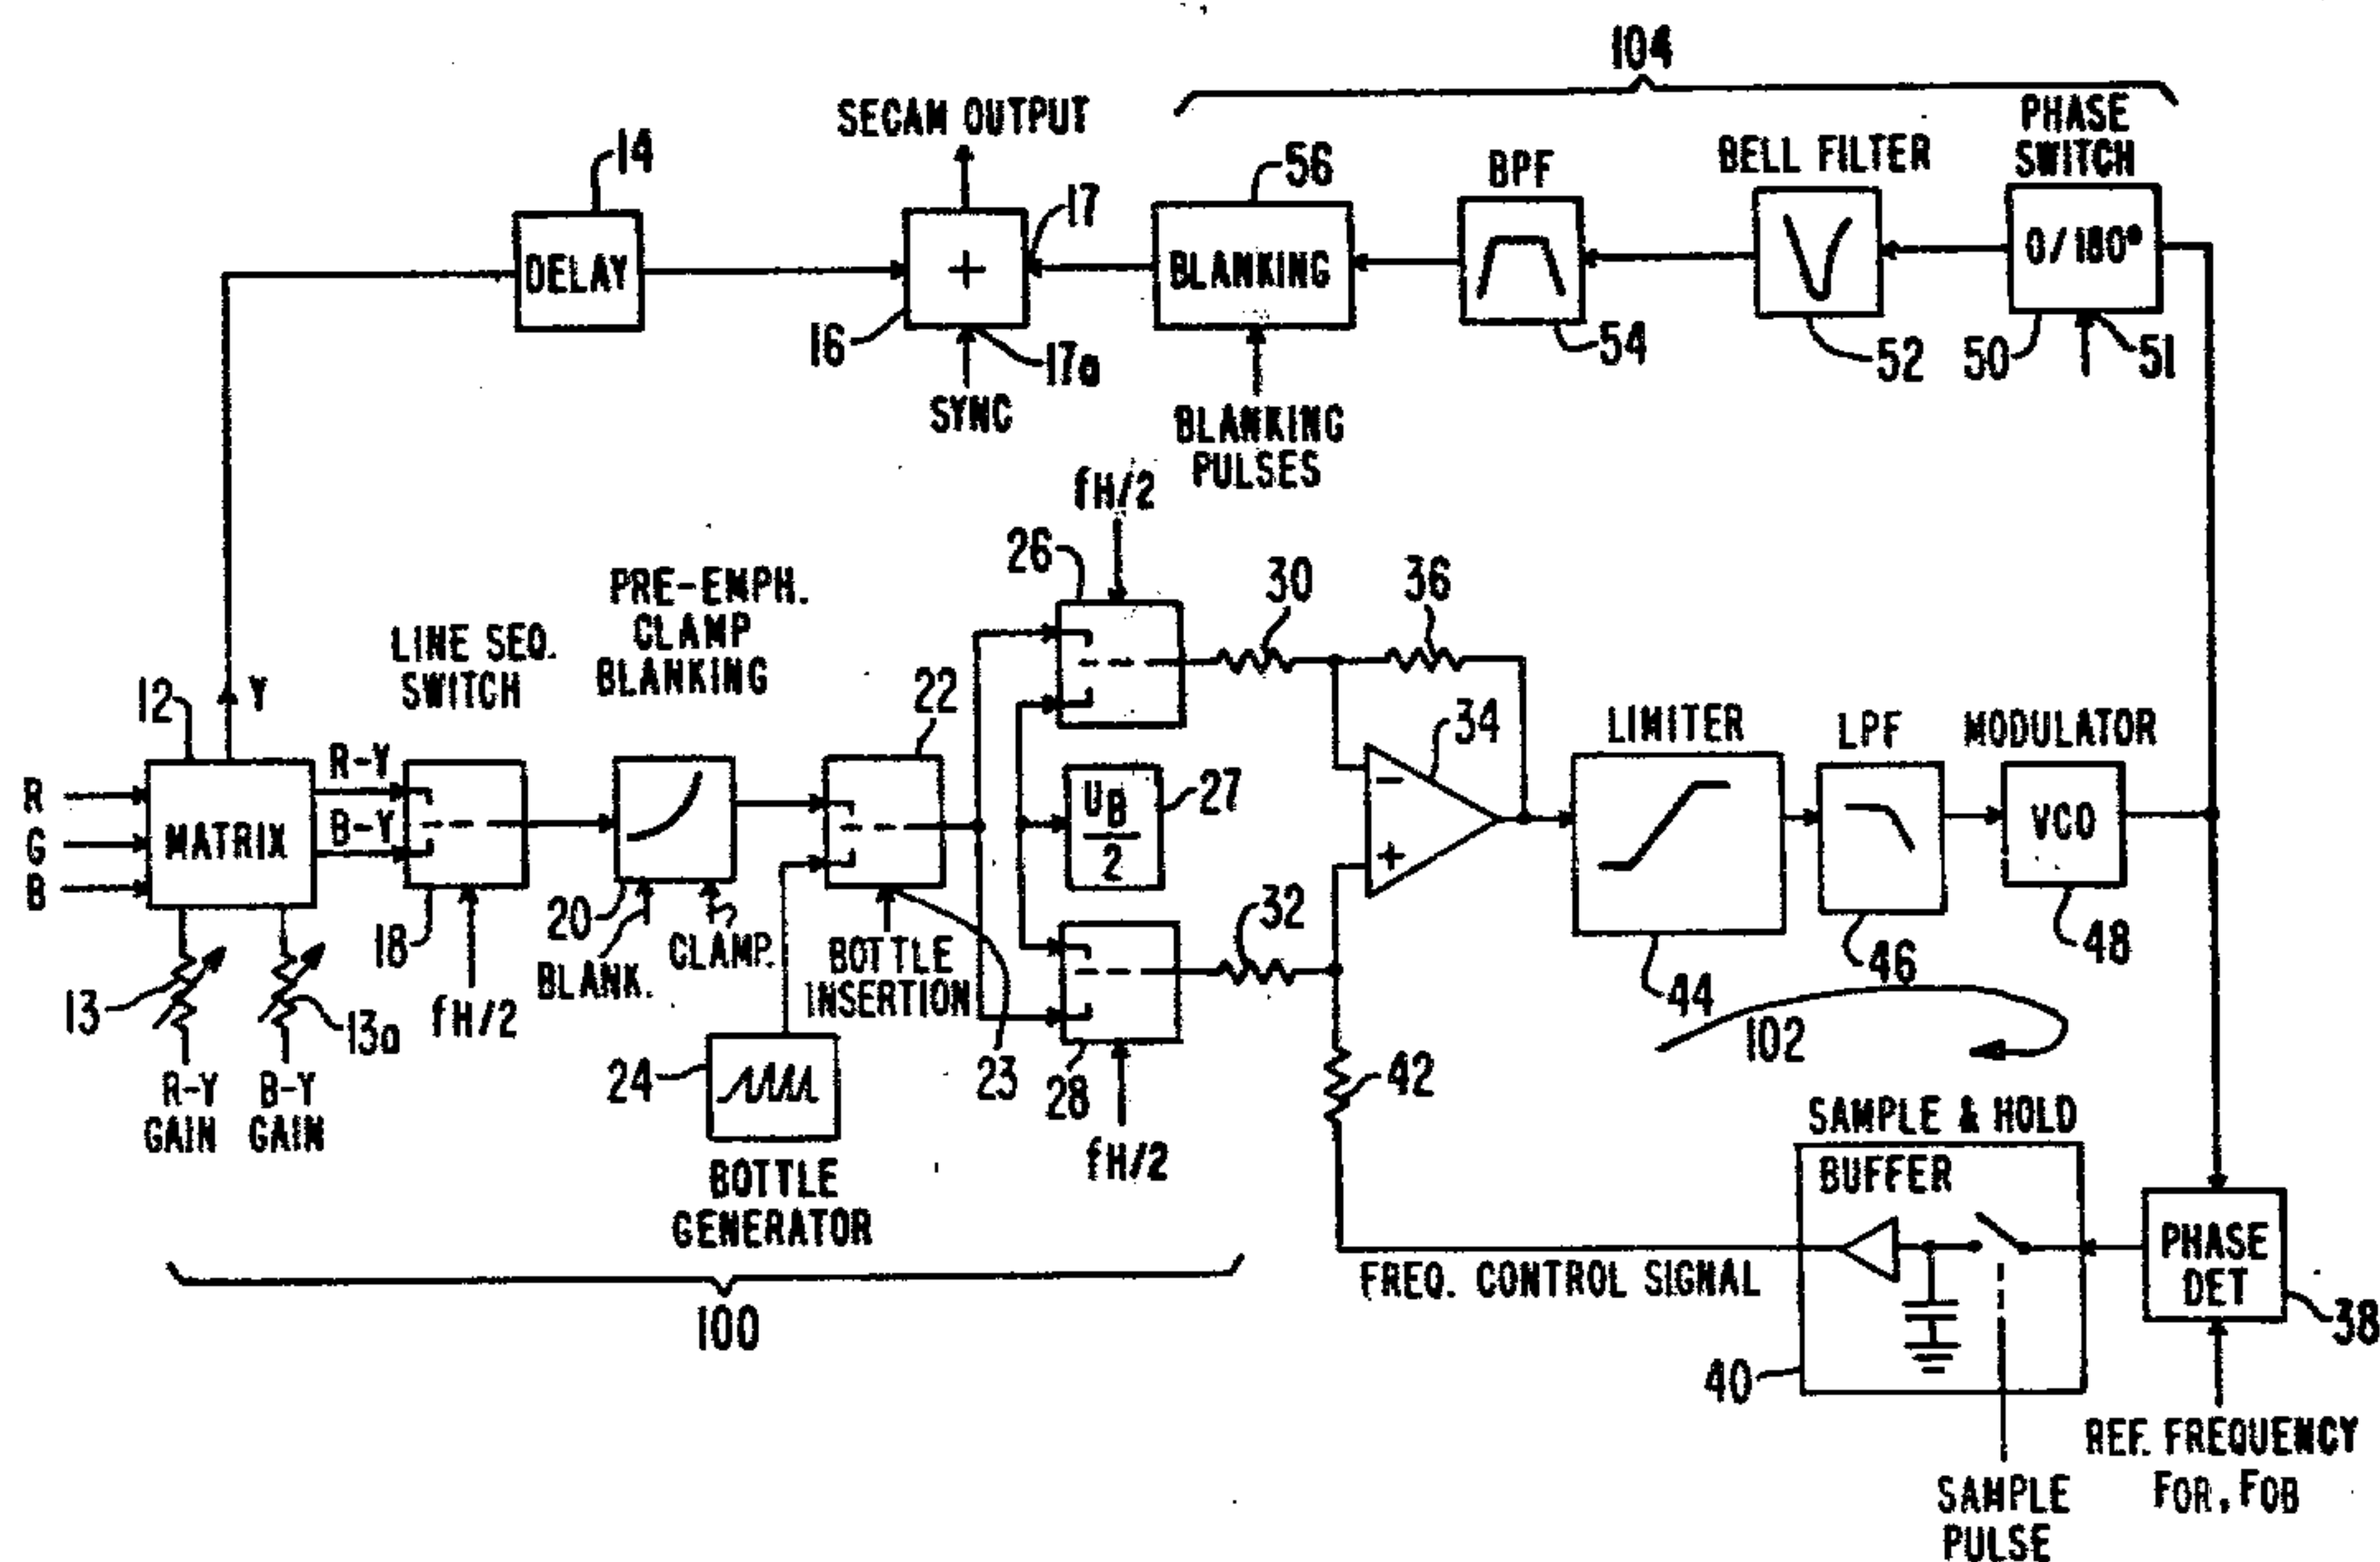 104
SECAM OUTPUT
PHASE
SWITCH
14
17
56
BPF
BELL FILTER
DELAY
+
BLANKING
0/180°
16
17a
54
52
50
51
SYNC
BLANKING
PULSES
fH/2
26
30
36
PRE-EMPH.
CLAMP
BLANKING
LINE SEQ.
SWITCH
22
12
Y
34
LIMITER
LPF
MODULATOR
R
G
B
MATRIX
R-Y
B-Y
UB
2
27
-
+
VCO
18
20
BLANK.
CLAMP.
BOTTLE
INSERTION
32
13
13a
fH/2
44
46
48
102
R-Y
GAIN
B-Y
GAIN
24
23
28
42
fH/2
SAMPLE & HOLD
BUFFER
BOTTLE
GENERATOR
FREQ. CONTROL SIGNAL
PHASE
DET
38
100
40
REF. FREQUENCY
FOR, FOB
SAMPLE
PULSE